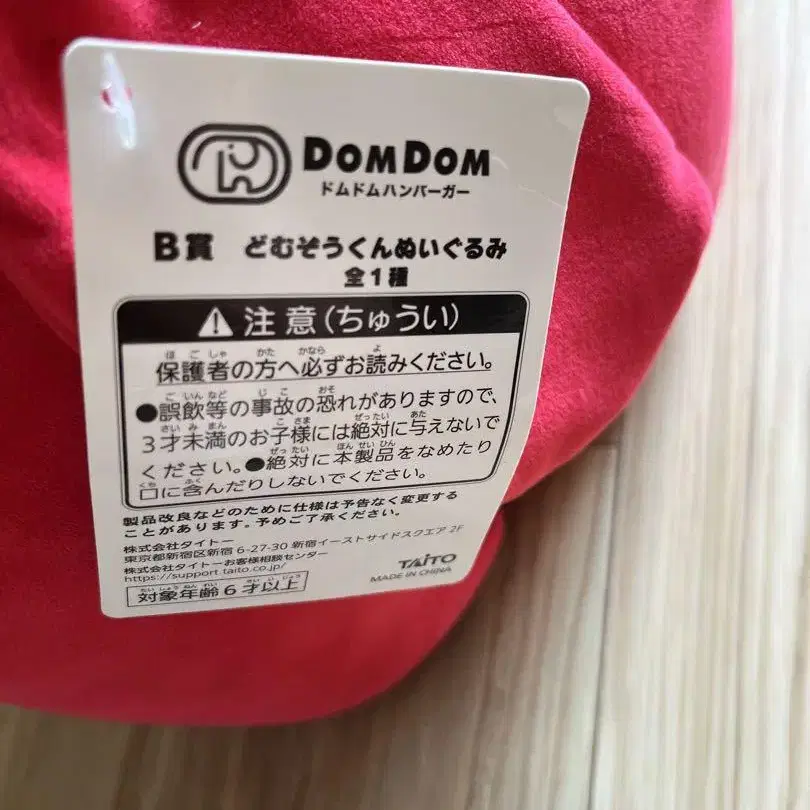 DOMDOM
ドムドムハンバーガー
B賞 どむぞうくんぬいぐるみ
全1種
注意(ちゅうい)
保護者の方へ必ずお読みください。
●誤飲等の事故の恐れがありますので、
3才未満のお子様には絶対に与えないで
ください。●絶対に本製品をなめたり
口に含んだりしないでください。
製品改良などのために仕様は予告なく変更する
ことがあります。予めご了承ください。
株式会社タイトー
東京都新宿区新宿 6-27-30 新宿イーストサイドスクエア 2F
株式会社タイトーお客様相談センター
https://support.taito.co.jp/
対象年齢6才以上
TAITO
MADE IN CHINA